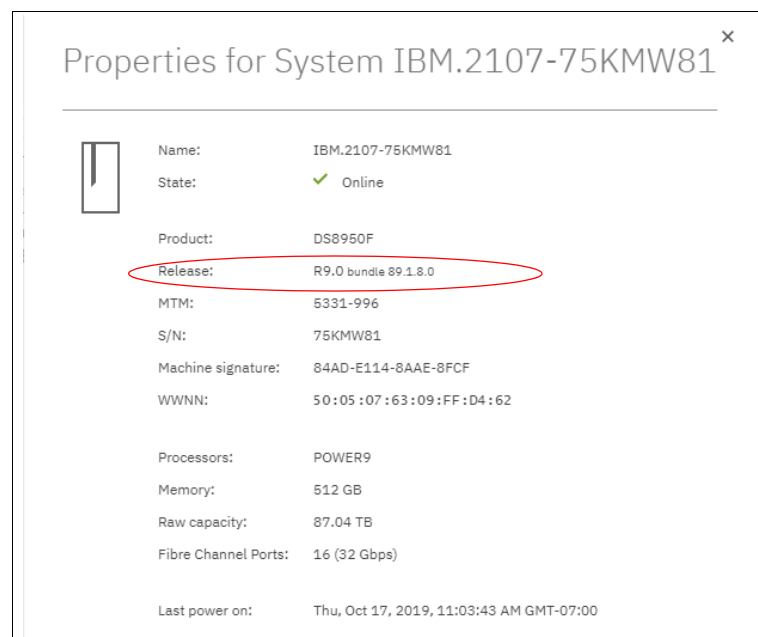 Properties for System IBM.2107-75KMW81
Name: IBM.2107-75KMW81
State: Online
Product: DS8950F
Release: R9.0 bundle 89.1.8.0
MTM: 5331-996
S/N: 75KMW81
Machine signature: 84AD-E114-8AAE-8FCF
WWNN: 50:05:07:63:09:FF:D4:62
Processors: POWER9
Memory: 512 GB
Raw capacity: 87.04 TB
Fibre Channel Ports: 16 (32 Gbps)
Last power on: Thu, Oct 17, 2019, 11:03:43 AM GMT-07:00